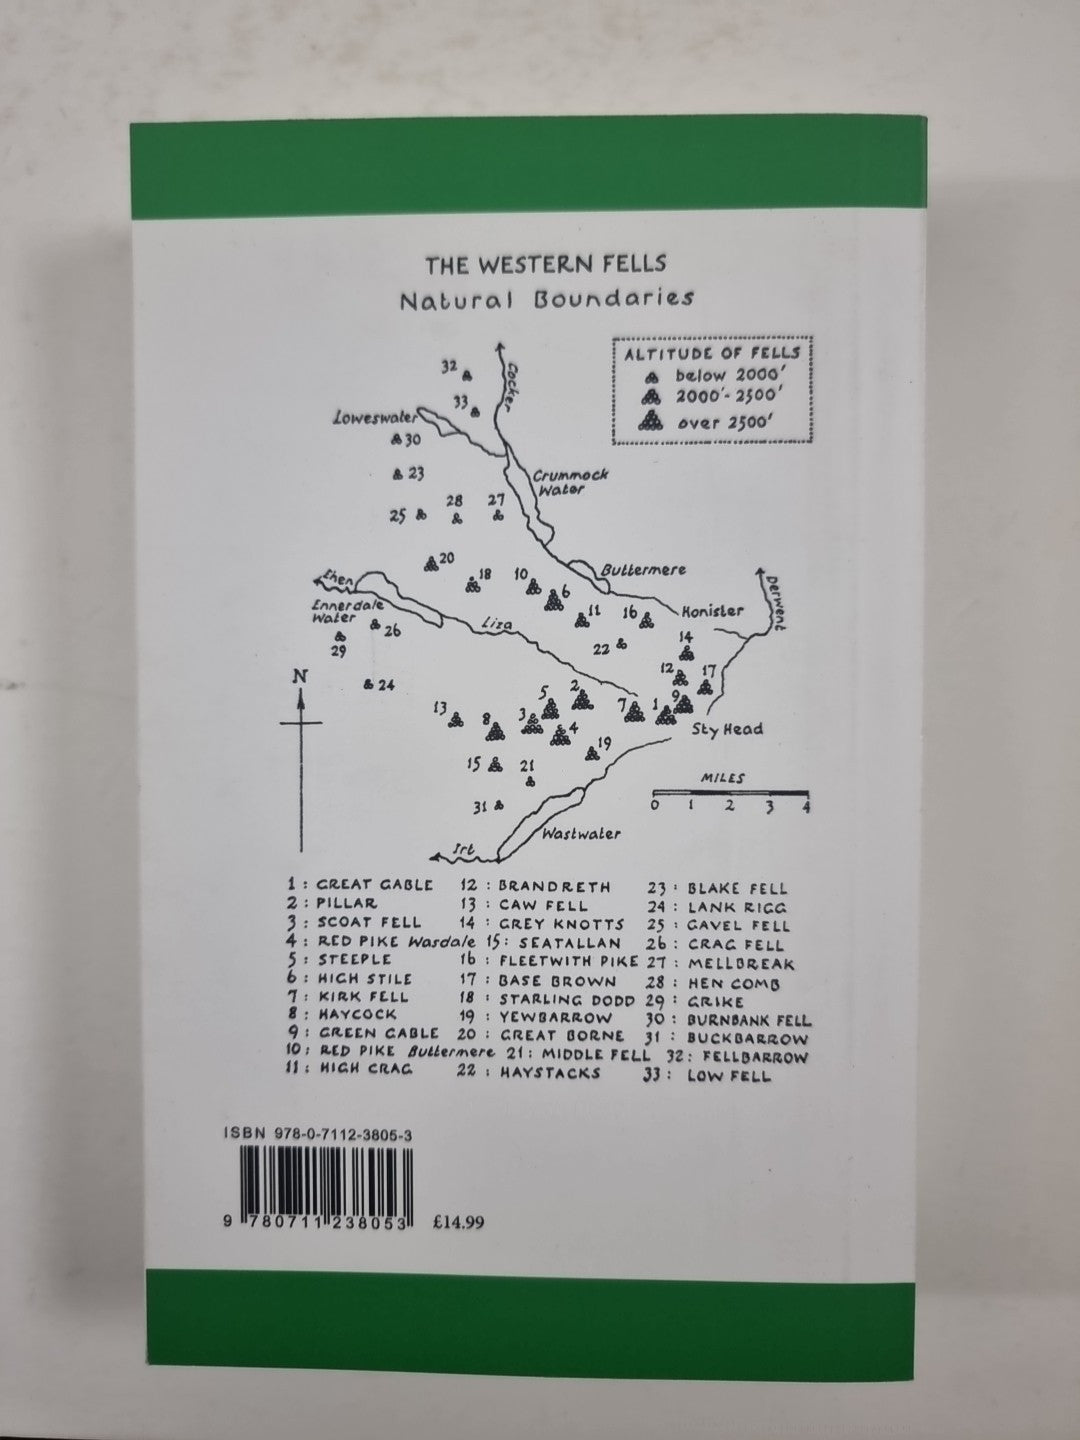 THE WESTERN FELLS
Natural Boundaries
ALTITUDE OF FELLS
below 2000'
2000'-2500'
over 2500'
32
Cocker
33
Loweswater
30
23
Crummock
Water
25 28 27
20
18
10
6
Buttermere
Ehen
Ennerdale
Water
26
29
Liza
11
16
Honister
Derwent
22
14
24
N
12
17
13
5
2
8
3
4
7
1
9
Sty Head
19
15
21
31
MILES
0 1 2 3 4
Wastwater
Irt
1 : GREAT GABLE 12 : BRANDRETH 23 : BLAKE FELL
2 : PILLAR 13 : CAW FELL 24 : LANK RIGG
3 : SCOAT FELL 14 : GREY KNOTTS 25 : GAVEL FELL
4 : RED PIKE Wasdale 15 : SEATALLAN 26 : CRAG FELL
5 : STEEPLE 16 : FLEETWITH PIKE 27 : MELLBREAK
6 : HIGH STILE 17 : BASE BROWN 28 : HEN COMB
7 : KIRK FELL 18 : STARLING DODD 29 : GRIKE
8 : HAYCOCK 19 : YEWBARROW 30 : BURNBANK FELL
9 : GREEN GABLE 20 : GREAT BORNE 31 : BUCKBARROW
10 : RED PIKE Buttermere 21 : MIDDLE FELL 32 : FELLBARROW
11 : HIGH CRAG 22 : HAYSTACKS 33 : LOW FELL
ISBN 978-0-7112-3805-3
9 780711 238053
£14.99